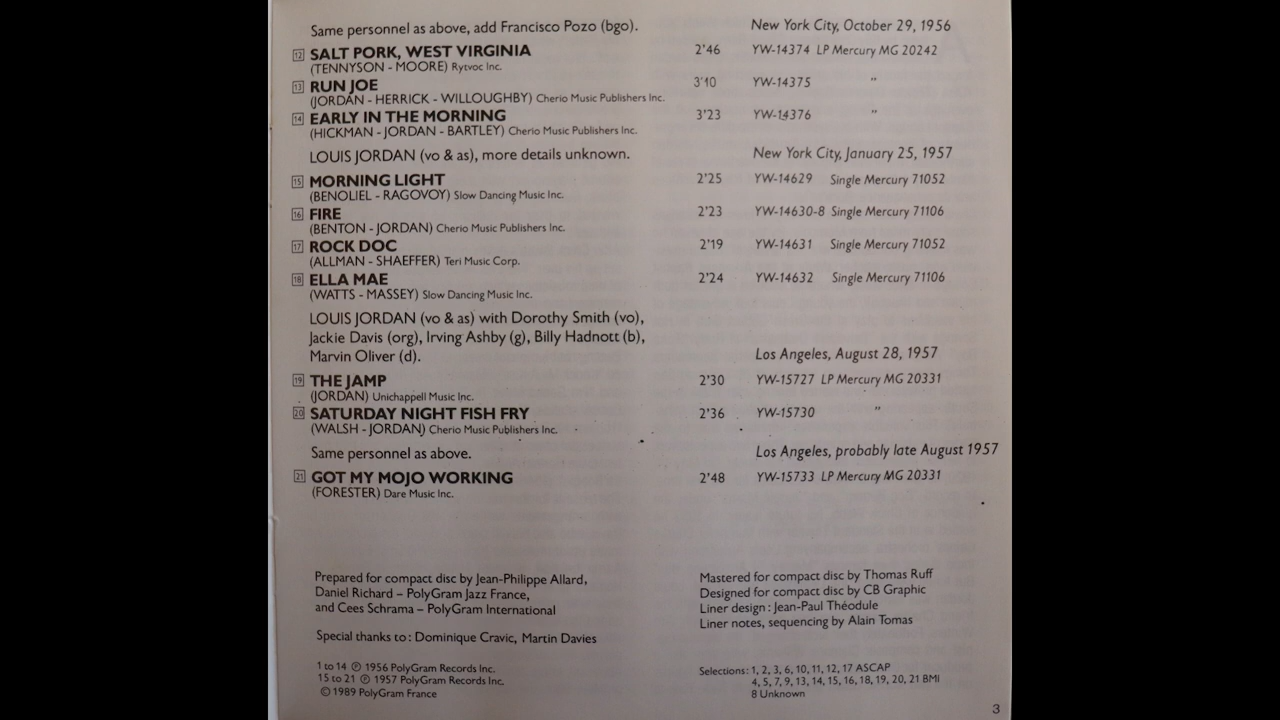 Same personnel as above, add Francisco Pozo (bgo). New York City, October 29, 1956
12 SALT PORK, WEST VIRGINIA 2'46 YW-14374 LP Mercury MG 20242
(TENNYSON - MOORE) Rytvoc Inc.
13 RUN JOE 3'10 YW-14375 "
(JORDAN - HERRICK - WILLOUGHBY) Cherio Music Publishers Inc.
14 EARLY IN THE MORNING 3'23 YW-14376 "
(HICKMAN - JORDAN - BARTLEY) Cherio Music Publishers Inc.
LOUIS JORDAN (vo & as), more details unknown. New York City, January 25, 1957
15 MORNING LIGHT 2'25 YW-14629 Single Mercury 71052
(BENOLIEL - RAGOVOY) Slow Dancing Music Inc.
16 FIRE 2'23 YW-14630-8 Single Mercury 71106
(BENTON - JORDAN) Cherio Music Publishers Inc.
17 ROCK DOC 2'19 YW-14631 Single Mercury 71052
(ALLMAN - SHAEFFER) Teri Music Corp.
18 ELLA MAE 2'24 YW-14632 Single Mercury 71106
(WATTS - MASSEY) Slow Dancing Music Inc.
LOUIS JORDAN (vo & as) with Dorothy Smith (vo),
Jackie Davis (org), Irving Ashby (g), Billy Hadnott (b),
Marvin Oliver (d). Los Angeles, August 28, 1957
19 THE JAMP 2'30 YW-15727 LP Mercury MG 20331
(JORDAN) Unichappell Music Inc.
20 SATURDAY NIGHT FISH FRY 2'36 YW-15730 "
(WALSH - JORDAN) Cherio Music Publishers Inc.
Same personnel as above. Los Angeles, probably late August 1957
21 GOT MY MOJO WORKING 2'48 YW-15733 LP Mercury MG 20331
(FORESTER) Dare Music Inc.
Prepared for compact disc by Jean-Philippe Allard,
Daniel Richard – PolyGram Jazz France,
and Cees Schrama – PolyGram International
Special thanks to : Dominique Cravic, Martin Davies
1 to 14 ℗ 1956 PolyGram Records Inc.
15 to 21 ℗ 1957 PolyGram Records Inc.
© 1989 PolyGram France
Mastered for compact disc by Thomas Ruff
Designed for compact disc by CB Graphic
Liner design : Jean-Paul Théodule
Liner notes, sequencing by Alain Tomas
Selections : 1, 2, 3, 6, 10, 11, 12, 17 ASCAP
4, 5, 7, 9, 13, 14, 15, 16, 18, 19, 20, 21 BMI
8 Unknown
3